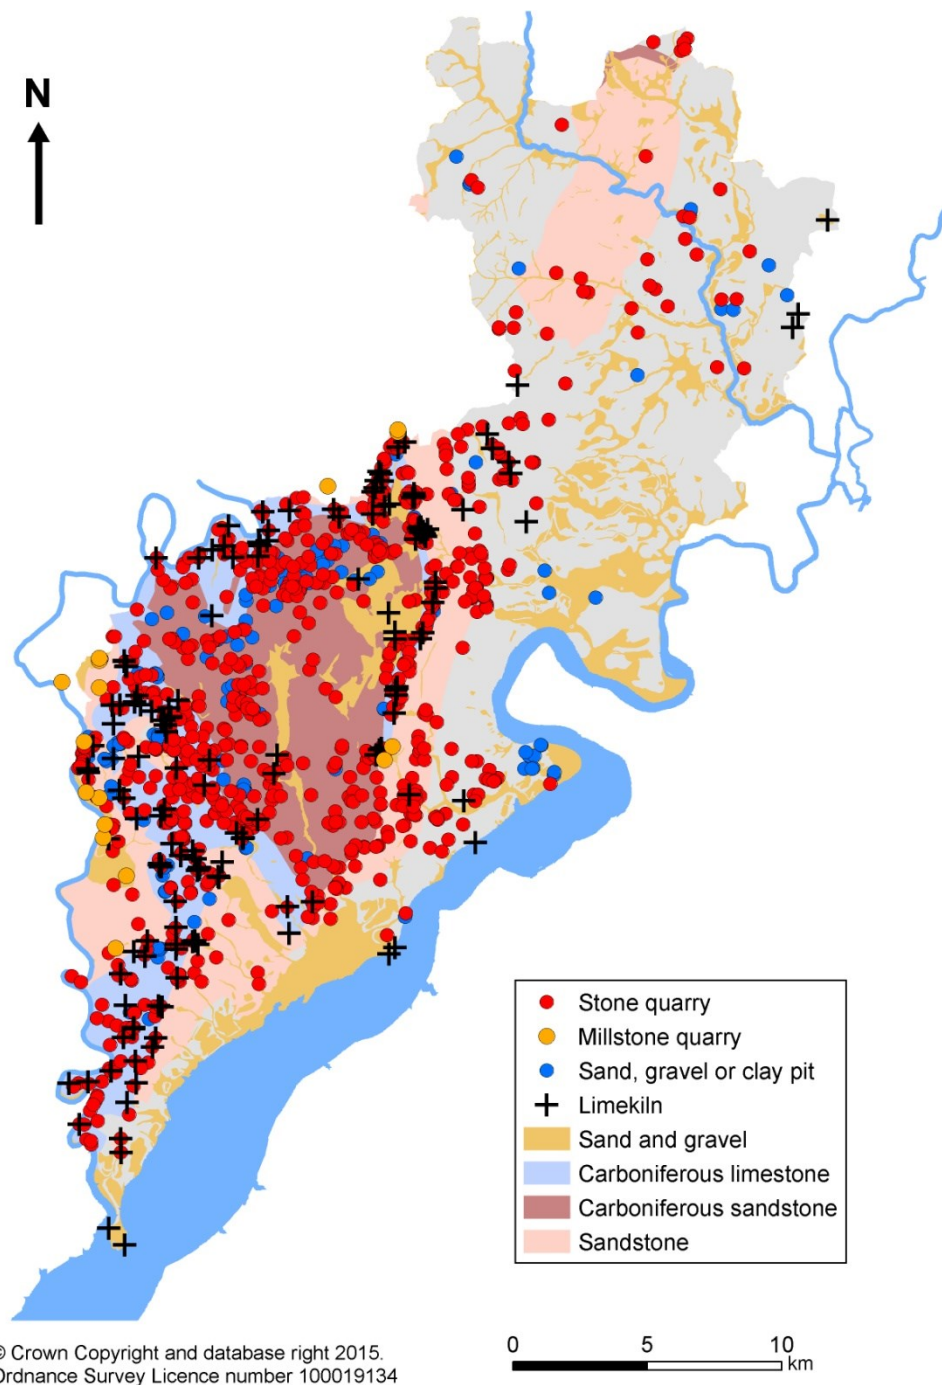 N
Stone quarry
Millstone quarry
Sand, gravel or clay pit
Limekiln
Sand and gravel
Carboniferous limestone
Carboniferous sandstone
Sandstone
© Crown Copyright and database right 2015.
Ordnance Survey Licence number 100019134
0 5 10
km